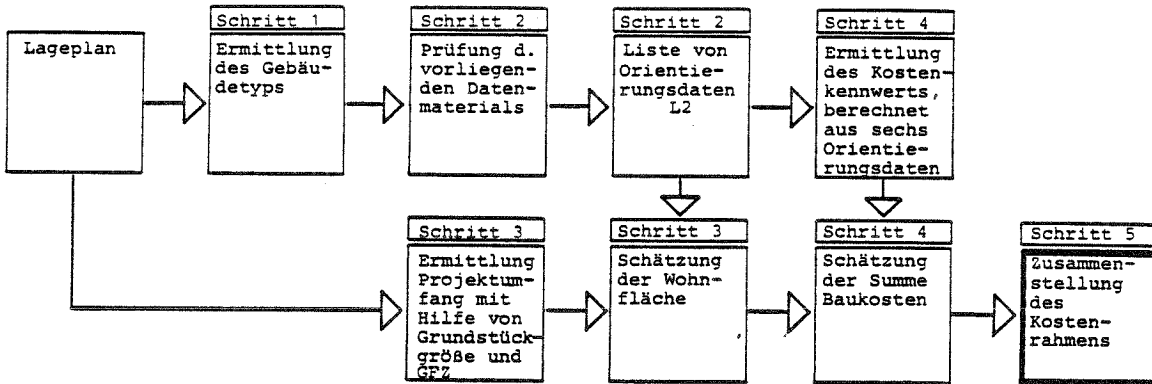 Lageplan
Schritt 1
Ermittlung
des Gebäu-
detyps
Schritt 2
Prüfung d.
vorliegen-
den Daten-
materials
Schritt 2
Liste von
Orientie-
rungsdaten
L2
Schritt 4
Ermittlung
des Kosten-
kennwerts,
berechnet
aus sechs
Orientie-
rungsdaten
Schritt 3
Ermittlung
Projektum-
fang mit
Hilfe von
Grundstück-
größe und
GFZ
Schritt 3
Schätzung
der Wohn-
fläche
Schritt 4
Schätzung
der Summe
Baukosten
Schritt 5
Zusammen-
stellung
des
Kosten-
rahmens